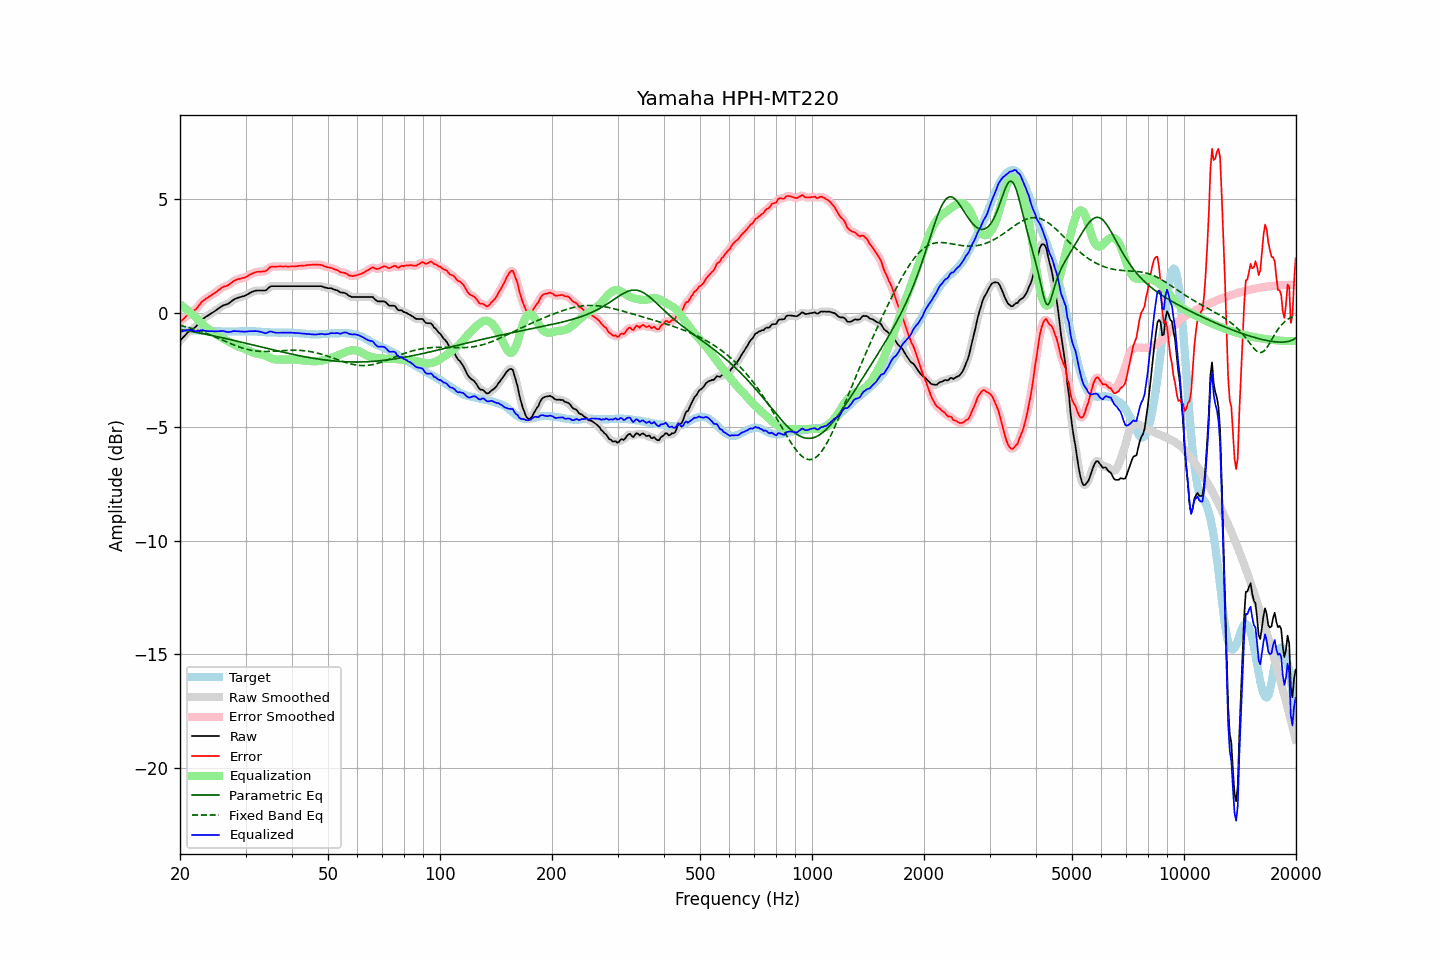 Yamaha HPH-MT220
Amplitude (dBr)
5
0
−5
−10
−15
−20
Target
Raw Smoothed
Error Smoothed
Raw
Error
Equalization
Parametric Eq
Fixed Band Eq
Equalized
20 50 100 200 500 1000 2000 5000 10000 20000
Frequency (Hz)